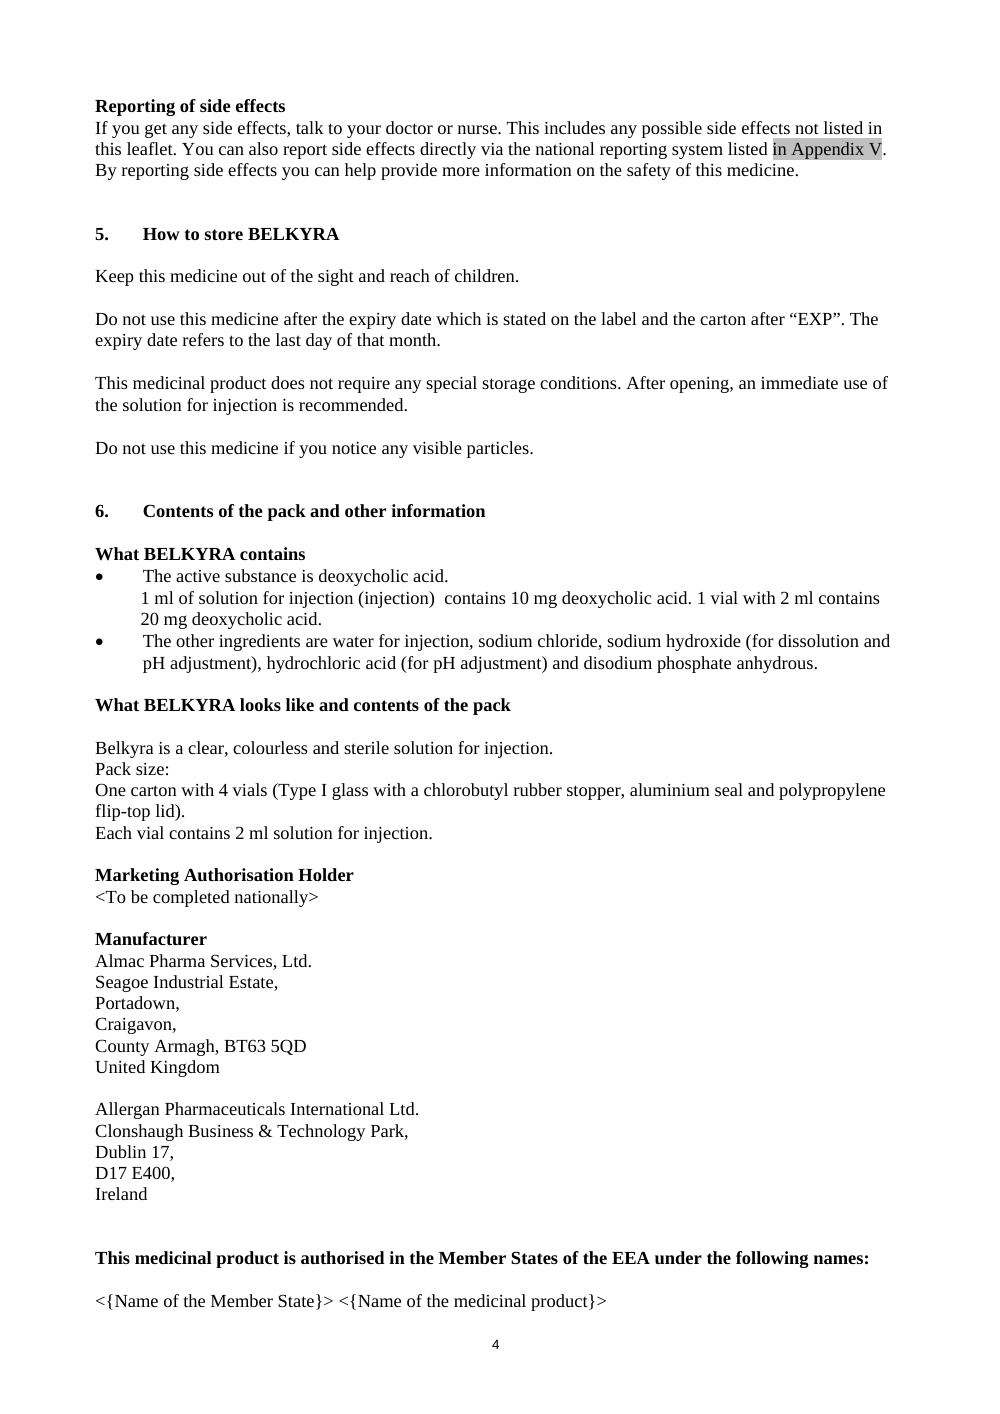 Reporting of side effects
If you get any side effects, talk to your doctor or nurse. This includes any possible side effects not listed in
this leaflet. You can also report side effects directly via the national reporting system listed in Appendix V.
By reporting side effects you can help provide more information on the safety of this medicine.
5. How to store BELKYRA
Keep this medicine out of the sight and reach of children.
Do not use this medicine after the expiry date which is stated on the label and the carton after “EXP”. The
expiry date refers to the last day of that month.
This medicinal product does not require any special storage conditions. After opening, an immediate use of
the solution for injection is recommended.
Do not use this medicine if you notice any visible particles.
6. Contents of the pack and other information
What BELKYRA contains
• The active substance is deoxycholic acid.
1 ml of solution for injection (injection)  contains 10 mg deoxycholic acid. 1 vial with 2 ml contains
20 mg deoxycholic acid.
• The other ingredients are water for injection, sodium chloride, sodium hydroxide (for dissolution and
pH adjustment), hydrochloric acid (for pH adjustment) and disodium phosphate anhydrous.
What BELKYRA looks like and contents of the pack
Belkyra is a clear, colourless and sterile solution for injection.
Pack size:
One carton with 4 vials (Type I glass with a chlorobutyl rubber stopper, aluminium seal and polypropylene
flip-top lid).
Each vial contains 2 ml solution for injection.
Marketing Authorisation Holder
<To be completed nationally>
Manufacturer
Almac Pharma Services, Ltd.
Seagoe Industrial Estate,
Portadown,
Craigavon,
County Armagh, BT63 5QD
United Kingdom
Allergan Pharmaceuticals International Ltd.
Clonshaugh Business & Technology Park,
Dublin 17,
D17 E400,
Ireland
This medicinal product is authorised in the Member States of the EEA under the following names:
<{Name of the Member State}> <{Name of the medicinal product}>
4